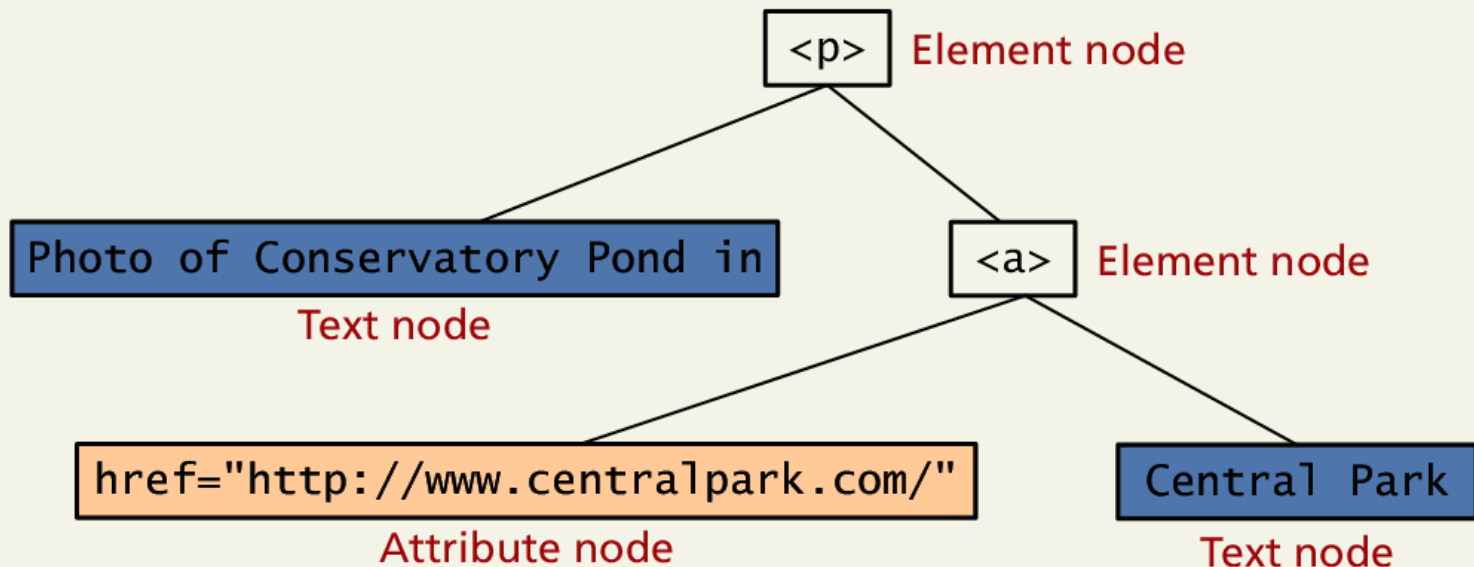 <p> Element node
Photo of Conservatory Pond in
<a> Element node
Text node
href="http://www.centralpark.com/"
Central Park
Attribute node
Text node